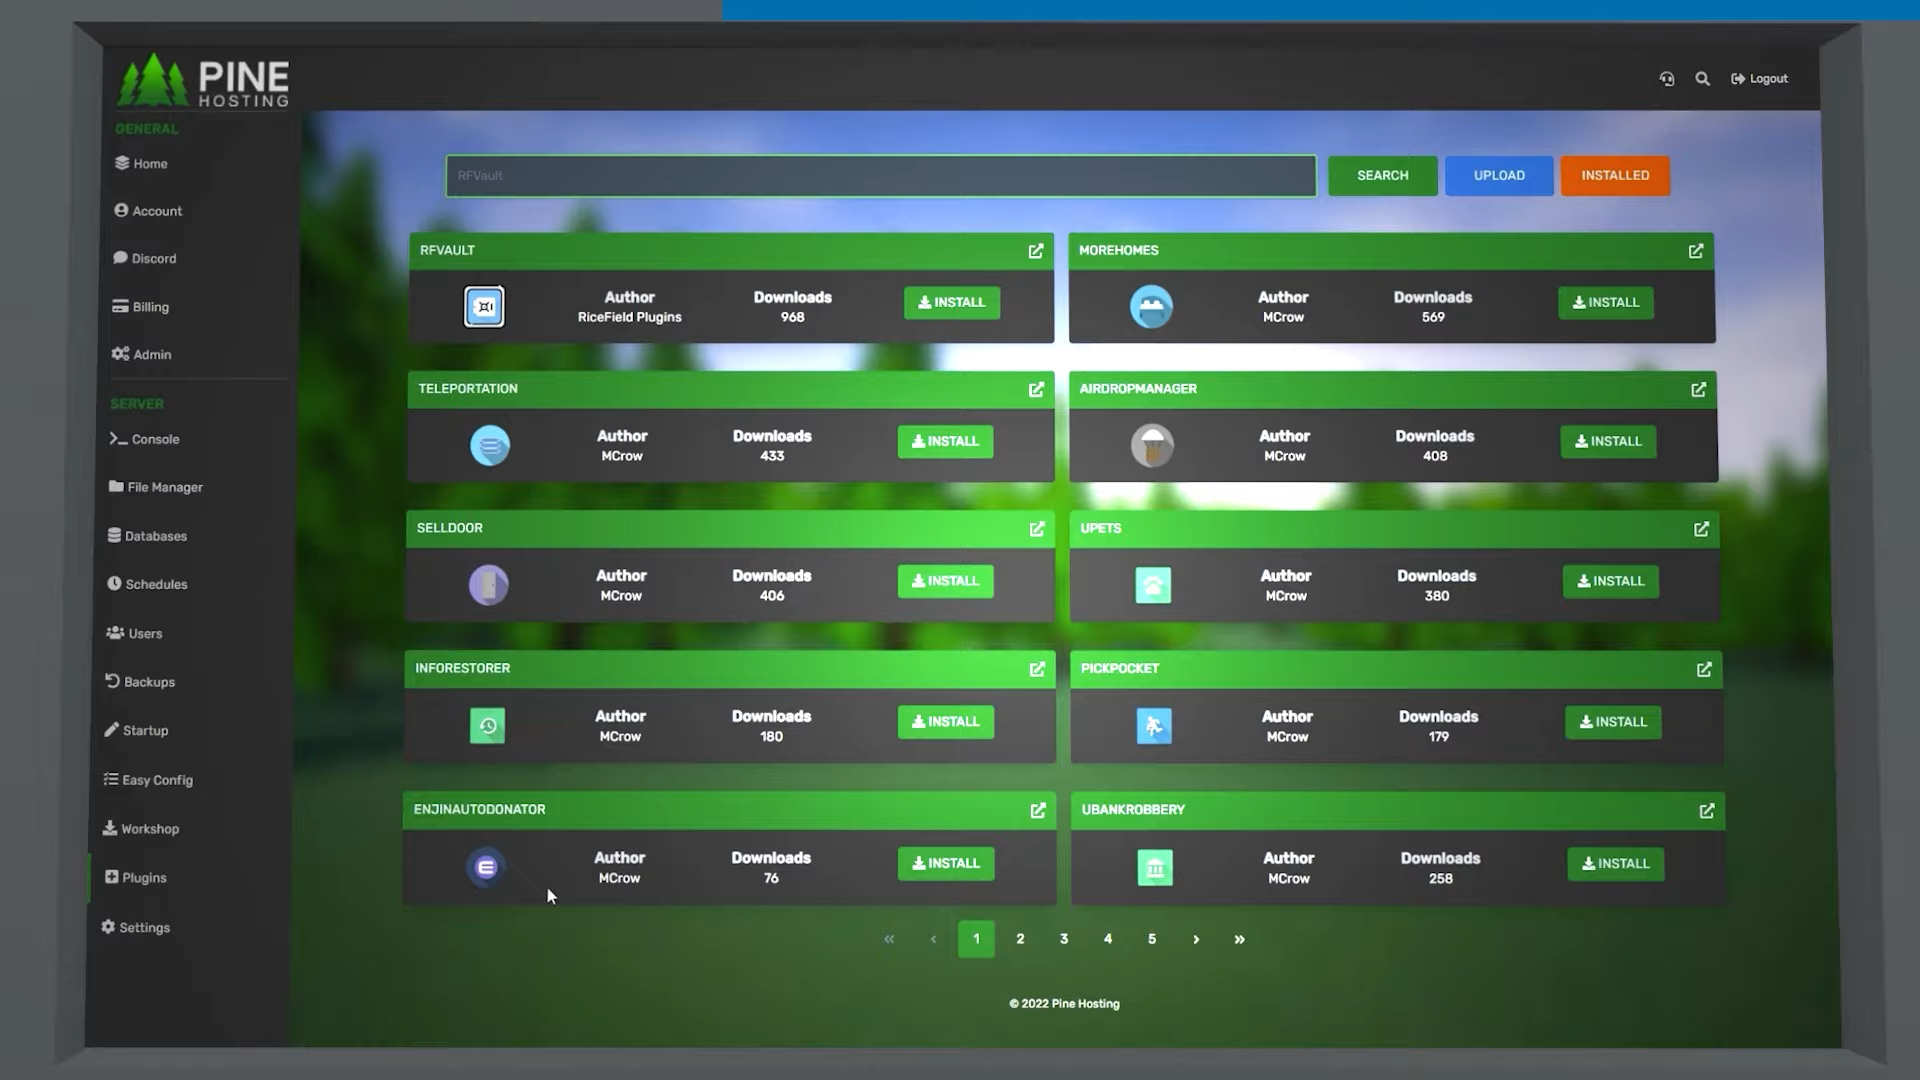 PINE
HOSTING
Logout
GENERAL
Home
Account
Discord
Billing
Admin
SERVER
Console
File Manager
Databases
Schedules
Users
Backups
Startup
Easy Config
Workshop
Plugins
Settings
RFVault
SEARCH
UPLOAD
INSTALLED
RFVAULT
Author
RiceField Plugins
Downloads
968
INSTALL
MOREHOMES
Author
MCrow
Downloads
569
INSTALL
TELEPORTATION
Author
MCrow
Downloads
433
INSTALL
AIRDROPMANAGER
Author
MCrow
Downloads
408
INSTALL
SELLDOOR
Author
MCrow
Downloads
406
INSTALL
UPETS
Author
MCrow
Downloads
380
INSTALL
INFORESTORER
Author
MCrow
Downloads
180
INSTALL
PICKPOCKET
Author
MCrow
Downloads
179
INSTALL
ENJINAUTODONATOR
Author
MCrow
Downloads
76
INSTALL
UBANKROBBERY
Author
MCrow
Downloads
258
INSTALL
« ‹ 1 2 3 4 5 › »
© 2022 Pine Hosting